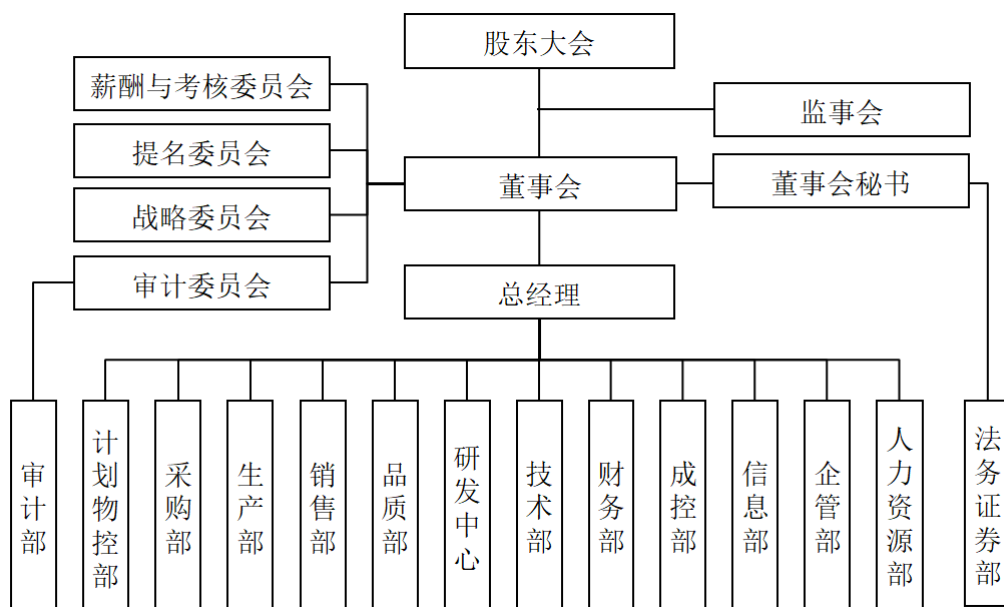 股东大会
薪酬与考核委员会
监事会
提名委员会
董事会
董事会秘书
战略委员会
审计委员会
总经理
审计部
计划物控部
采购部
生产部
销售部
品质部
研发中心
技术部
财务部
成控部
信息部
企管部
人力资源部
法务证券部